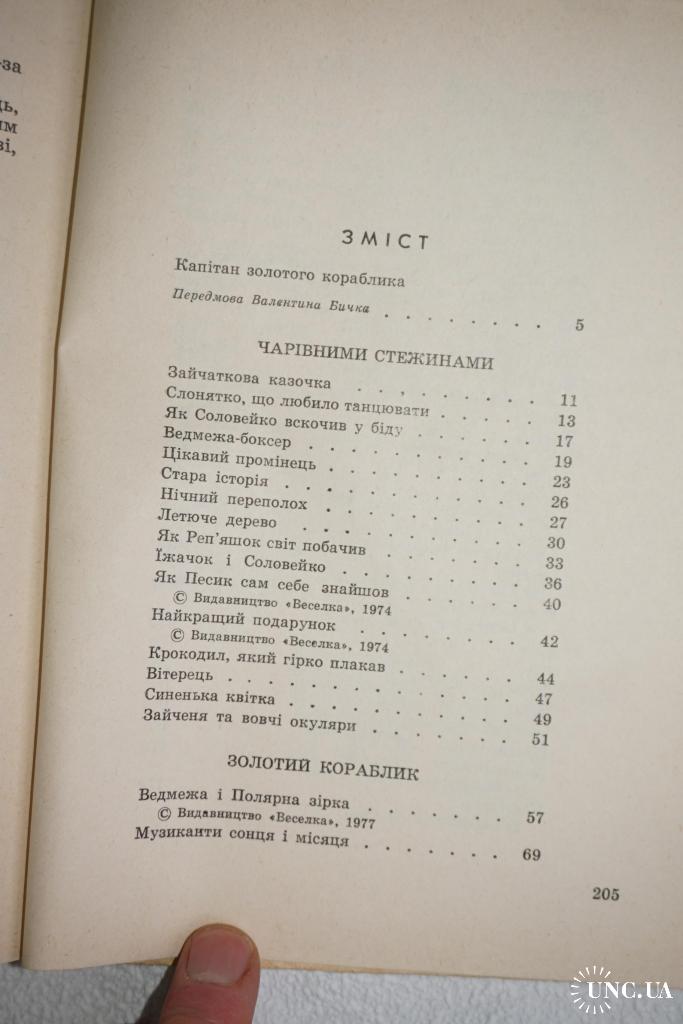 -за
ць,
им
ві,
ЗМІСТ
Капітан золотого кораблика
Передмова Валентина Бичка . . . . . . . 5
ЧАРІВНИМИ СТЕЖИНАМИ
Зайчаткова казочка . . . . . . . . . 11
Слонятко, що любило танцювати . . . . . 13
Як Соловейко вскочив у біду . . . . . . 17
Ведмежа-боксер . . . . . . . . . . 19
Цікавий промінець . . . . . . . . . 23
Стара історія . . . . . . . . . . 26
Нічний переполох . . . . . . . . . 27
Летюче дерево . . . . . . . . . . 30
Як Реп'яшок світ побачив . . . . . . . 33
Їжачок і Соловейко . . . . . . . . . 36
Як Песик сам себе знайшов . . . . . . 40
© Видавництво «Веселка», 1974
Найкращий подарунок . . . . . . . . 42
© Видавництво «Веселка», 1974
Крокодил, який гірко плакав . . . . . . 44
Вітерець . . . . . . . . . . . . 47
Синенька квітка . . . . . . . . . 49
Зайченя та вовчі окуляри . . . . . . . 51
ЗОЛОТИЙ КОРАБЛИК
Ведмежа і Полярна зірка . . . . . . . 57
© Видавництво «Веселка», 1977
Музиканти сонця і місяця . . . . . . . 69
205
UNC.UA